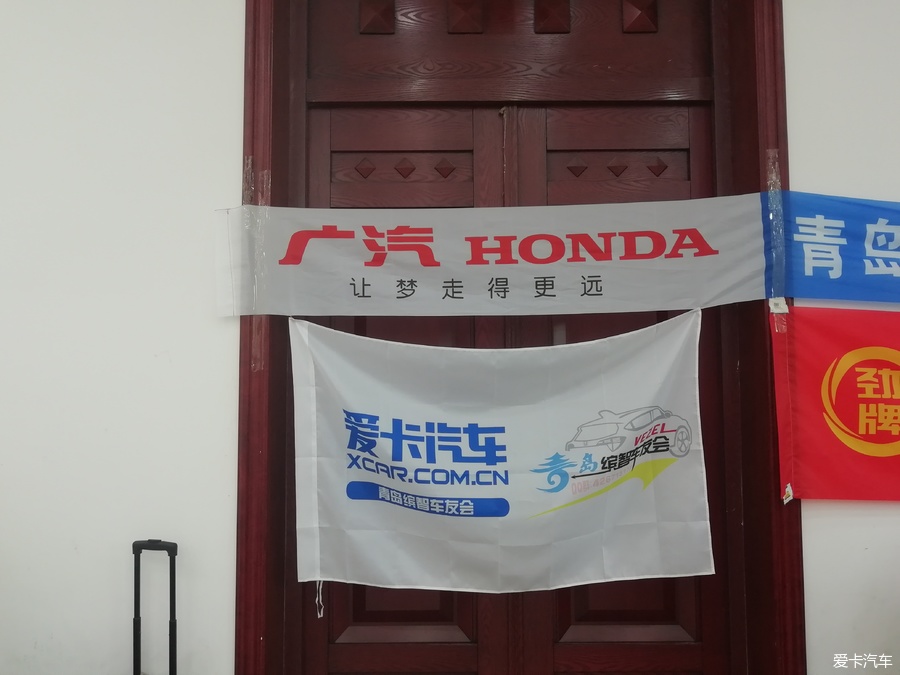 广汽 HONDA
让梦走得更远
青岛
劲
牌
爱卡汽车
XCAR.COM.CN
青岛缤智车友会
VEZEL
青岛 缤智车友会
爱卡汽车